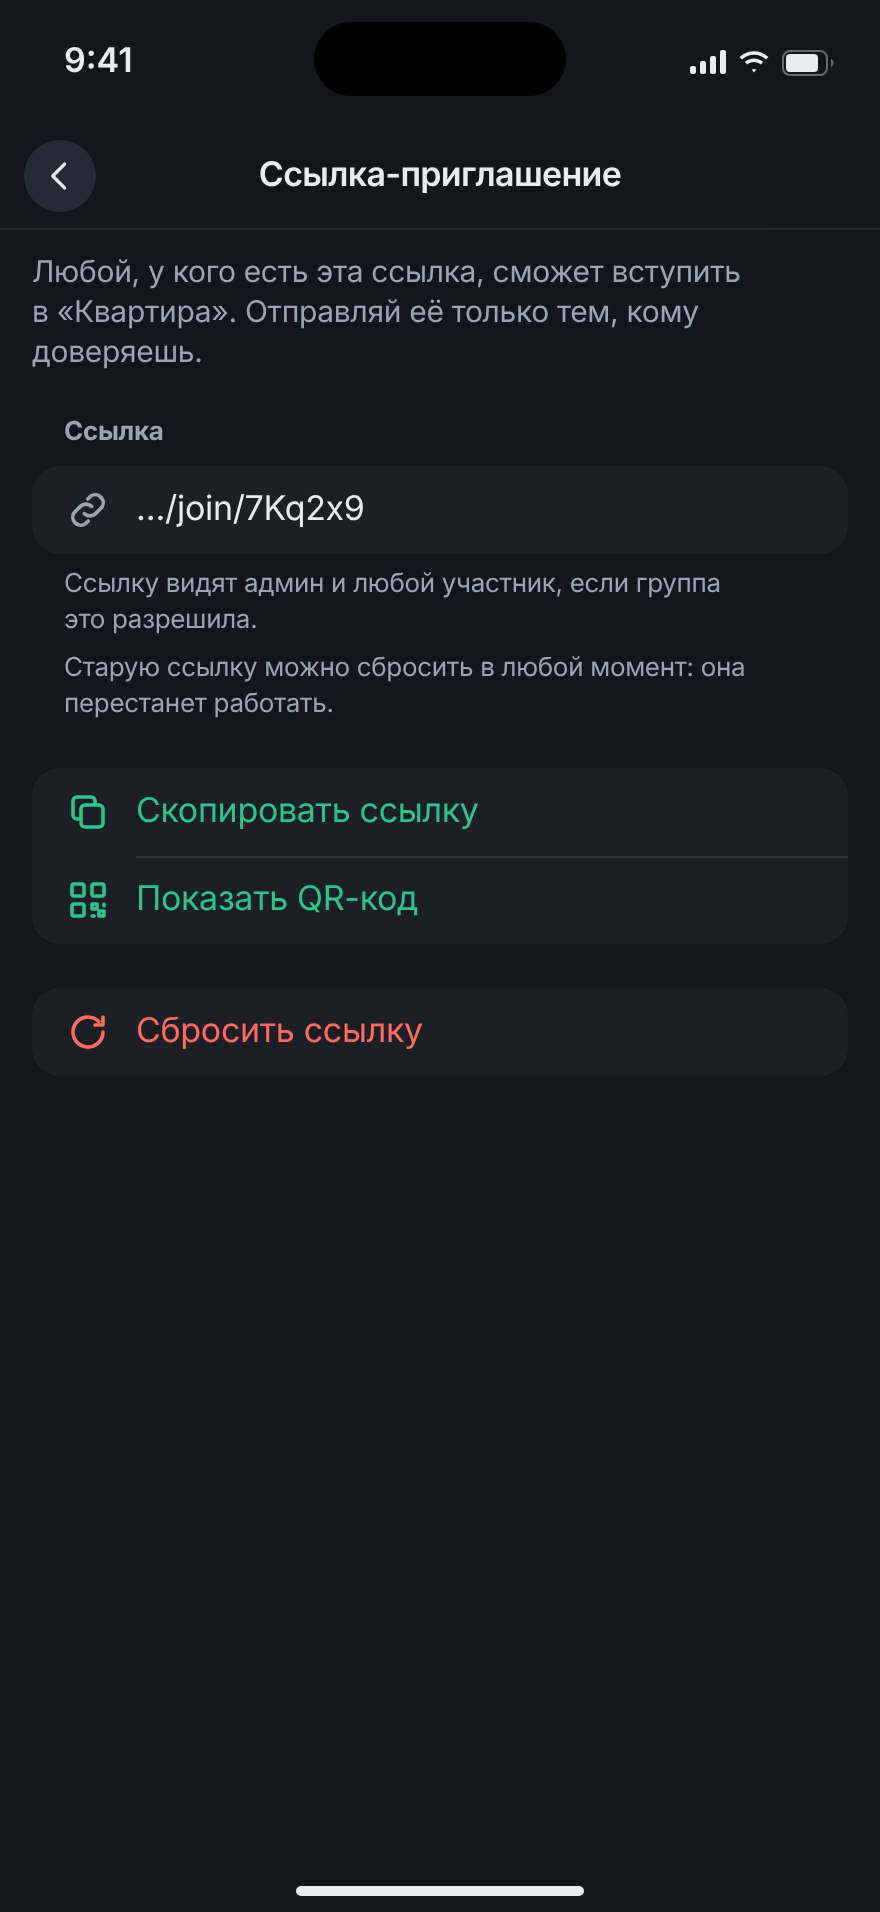 9:41
Ссылка-приглашение
Любой, у кого есть эта ссылка, сможет вступить
в «Квартира». Отправляй её только тем, кому
доверяешь.
Ссылка
.../join/7Kq2x9
Ссылку видят админ и любой участник, если группа
это разрешила.
Старую ссылку можно сбросить в любой момент: она
перестанет работать.
Скопировать ссылку
Показать QR-код
Сбросить ссылку